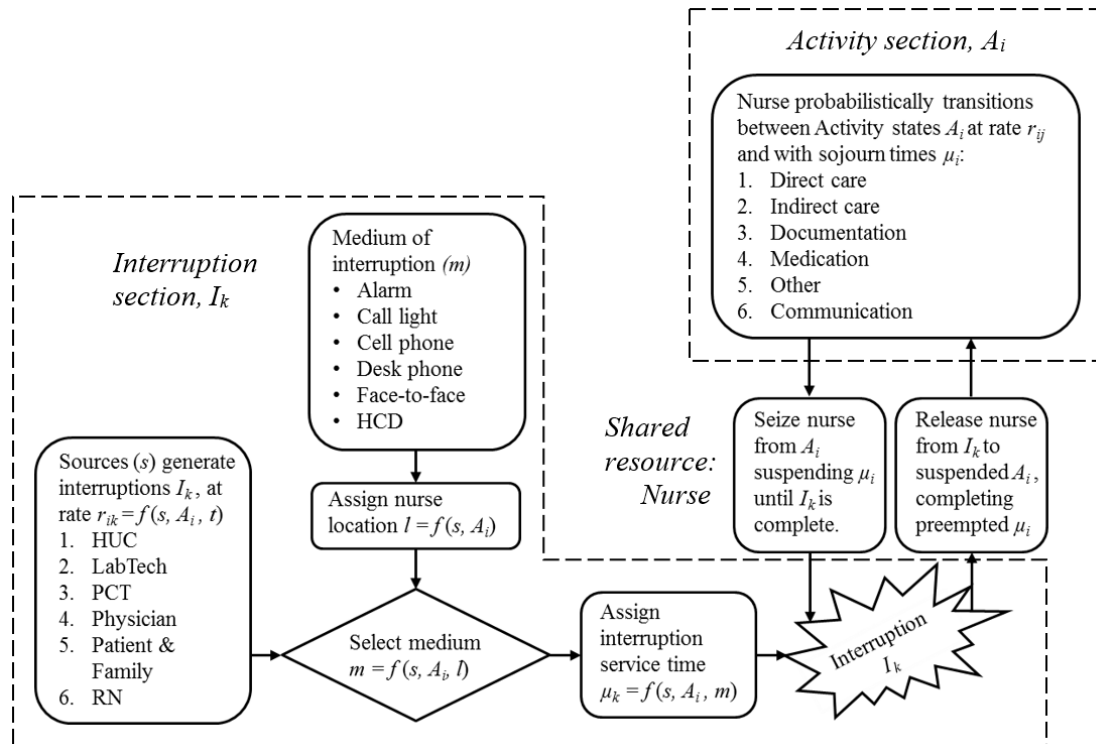 Activity section, Aᵢ
Nurse probabilistically transitions
between Activity states Aᵢ at rate rᵢⱼ
and with sojourn times μᵢ:
1. Direct care
2. Indirect care
3. Documentation
4. Medication
5. Other
6. Communication
Interruption
section, Iₖ
Medium of
interruption (m)
• Alarm
• Call light
• Cell phone
• Desk phone
• Face-to-face
• HCD
Shared
resource:
Nurse
Seize nurse
from Aᵢ
suspending μᵢ
until Iₖ is
complete.
Release nurse
from Iₖ to
suspended Aᵢ,
completing
preempted μᵢ
Sources (s) generate
interruptions Iₖ, at
rate rᵢₖ = f(s, Aᵢ, t)
1. HUC
2. LabTech
3. PCT
4. Physician
5. Patient &
Family
6. RN
Assign nurse
location l = f(s, Aᵢ)
Select medium
m = f(s, Aᵢ, l)
Assign
interruption
service time
μₖ = f(s, Aᵢ, m)
Interruption
Iₖ